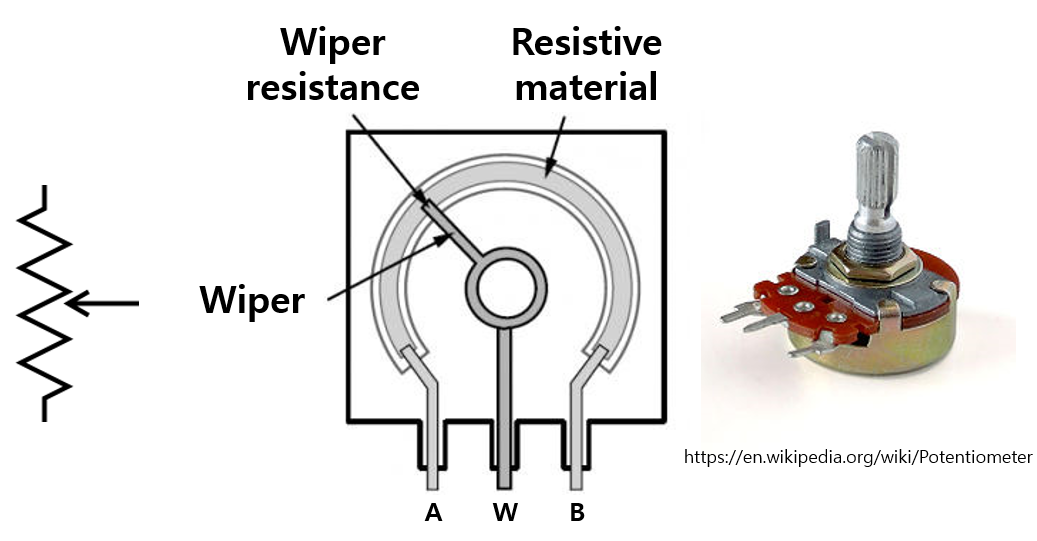 Wiper
resistance
Resistive
material
Wiper
https://en.wikipedia.org/wiki/Potentiometer
A
W
B